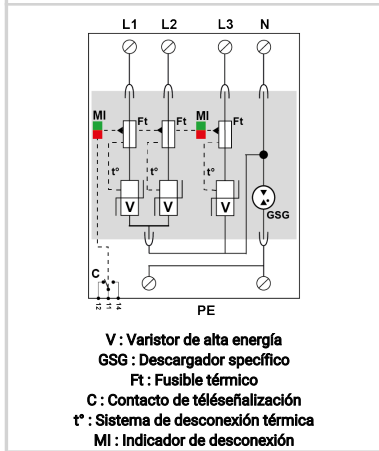 L1 L2 L3 N
MI Ft Ft MI Ft
t° t° t°
V V V
GSG
C
12 11 14
PE
V : Varistor de alta energía
GSG : Descargador specífico
Ft : Fusible térmico
C : Contacto de téléseñalización
t° : Sistema de desconexión térmica
MI : Indicador de desconexión